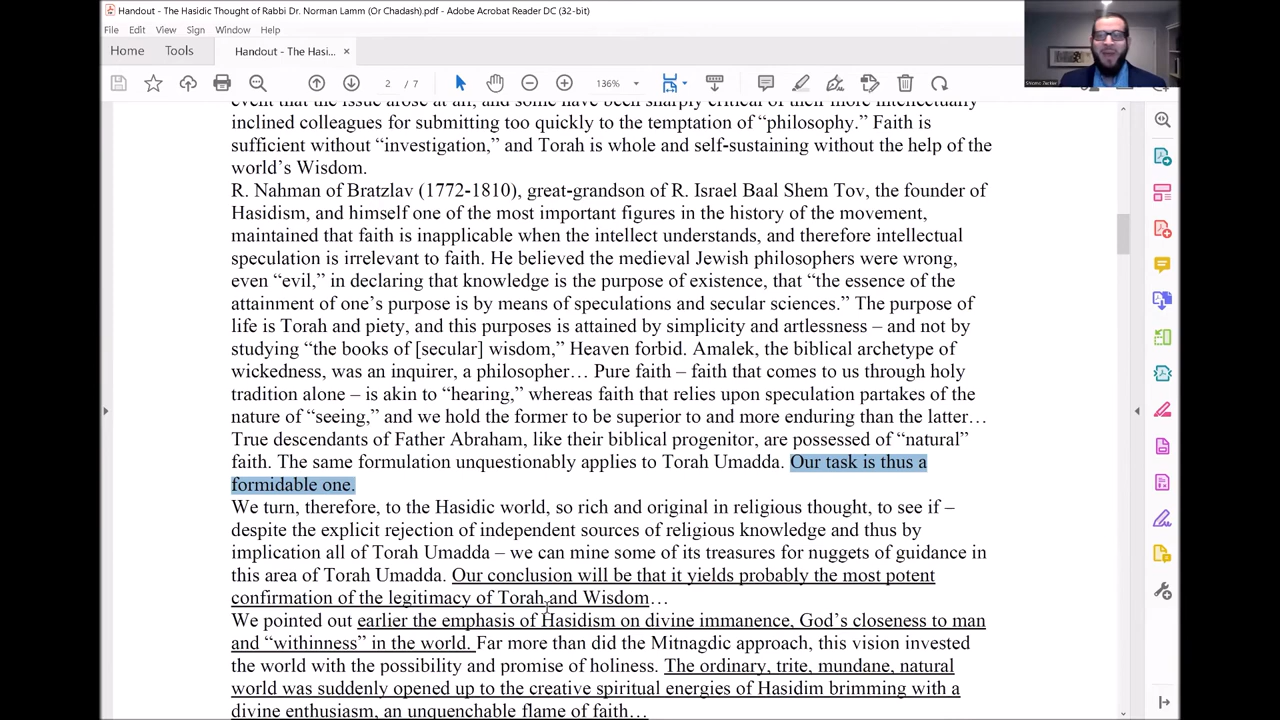 Handout - The Hasidic Thought of Rabbi Dr. Norman Lamm (Or Chadash).pdf - Adobe Acrobat Reader DC (32-bit)
File Edit View Sign Window Help
Home Tools Handout - The Hasi... ×
2 / 7 136%
event that the issue arose at all, and some have been sharply critical of their more intellectually
inclined colleagues for submitting too quickly to the temptation of “philosophy.” Faith is
sufficient without “investigation,” and Torah is whole and self-sustaining without the help of the
world’s Wisdom.
R. Nahman of Bratzlav (1772-1810), great-grandson of R. Israel Baal Shem Tov, the founder of
Hasidism, and himself one of the most important figures in the history of the movement,
maintained that faith is inapplicable when the intellect understands, and therefore intellectual
speculation is irrelevant to faith. He believed the medieval Jewish philosophers were wrong,
even “evil,” in declaring that knowledge is the purpose of existence, that “the essence of the
attainment of one’s purpose is by means of speculations and secular sciences.” The purpose of
life is Torah and piety, and this purposes is attained by simplicity and artlessness – and not by
studying “the books of [secular] wisdom,” Heaven forbid. Amalek, the biblical archetype of
wickedness, was an inquirer, a philosopher… Pure faith – faith that comes to us through holy
tradition alone – is akin to “hearing,” whereas faith that relies upon speculation partakes of the
nature of “seeing,” and we hold the former to be superior to and more enduring than the latter…
True descendants of Father Abraham, like their biblical progenitor, are possessed of “natural”
faith. The same formulation unquestionably applies to Torah Umadda. Our task is thus a
formidable one.
We turn, therefore, to the Hasidic world, so rich and original in religious thought, to see if –
despite the explicit rejection of independent sources of religious knowledge and thus by
implication all of Torah Umadda – we can mine some of its treasures for nuggets of guidance in
this area of Torah Umadda. Our conclusion will be that it yields probably the most potent
confirmation of the legitimacy of Torah and Wisdom…
We pointed out earlier the emphasis of Hasidism on divine immanence, God’s closeness to man
and “withinness” in the world. Far more than did the Mitnagdic approach, this vision invested
the world with the possibility and promise of holiness. The ordinary, trite, mundane, natural
world was suddenly opened up to the creative spiritual energies of Hasidim brimming with a
divine enthusiasm, an unquenchable flame of faith…